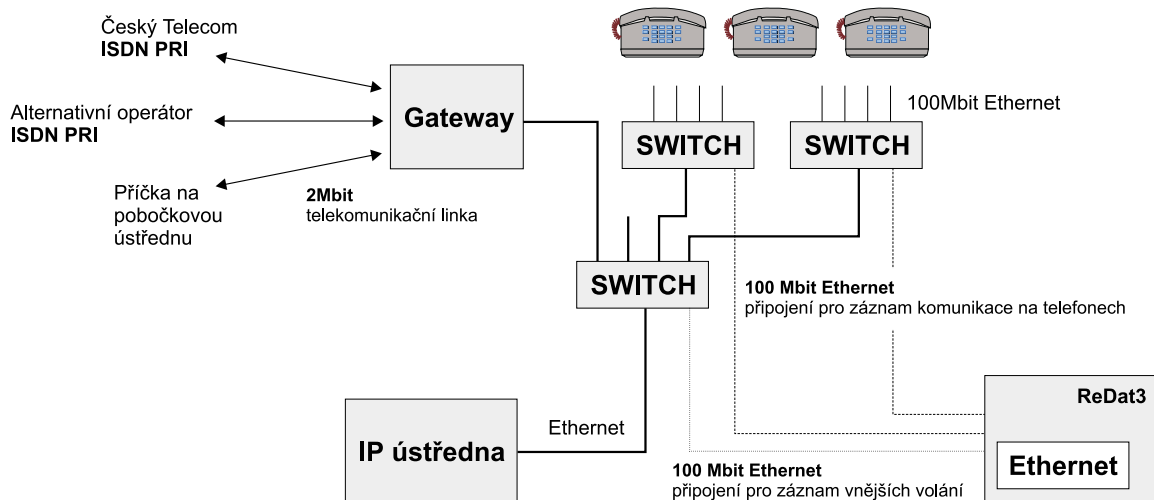 Český Telecom
ISDN PRI
Alternativní operátor
ISDN PRI
Příčka na
pobočkovou
ústřednu
Gateway
2Mbit
telekomunikační linka
SWITCH
SWITCH
100Mbit Ethernet
SWITCH
100 Mbit Ethernet
připojení pro záznam komunikace na telefonech
IP ústředna
Ethernet
100 Mbit Ethernet
připojení pro záznam vnějších volání
ReDat3
Ethernet